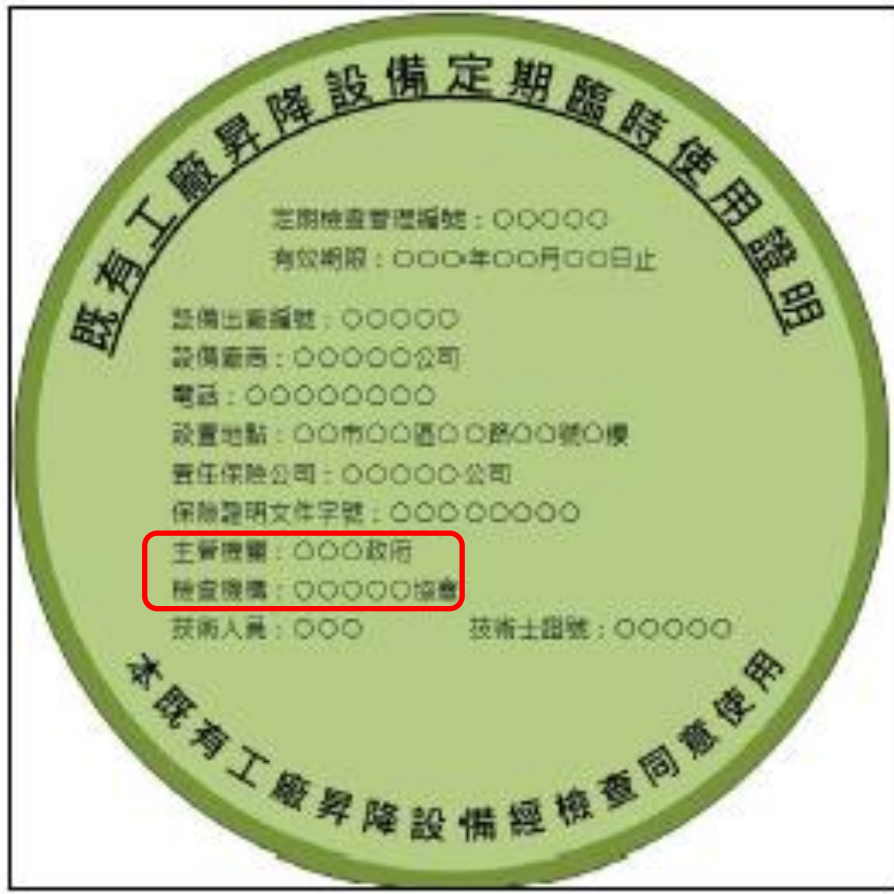 既有工廠昇降設備定期臨時使用證明
定期檢查管理編號：○○○○○
有效期限：○○○年○○月○○日止
設備出廠編號：○○○○○
設備廠商：○○○○○公司
電話：○○○○○○○○
設置地點：○○市○○區○○路○○號○樓
責任保險公司：○○○○○公司
保險證明文件字號：○○○○○○○○
主管機關：○○○政府
檢查機構：○○○○○協會
技術人員：○○○ 技術士證號：○○○○○
本既有工廠昇降設備經檢查同意使用